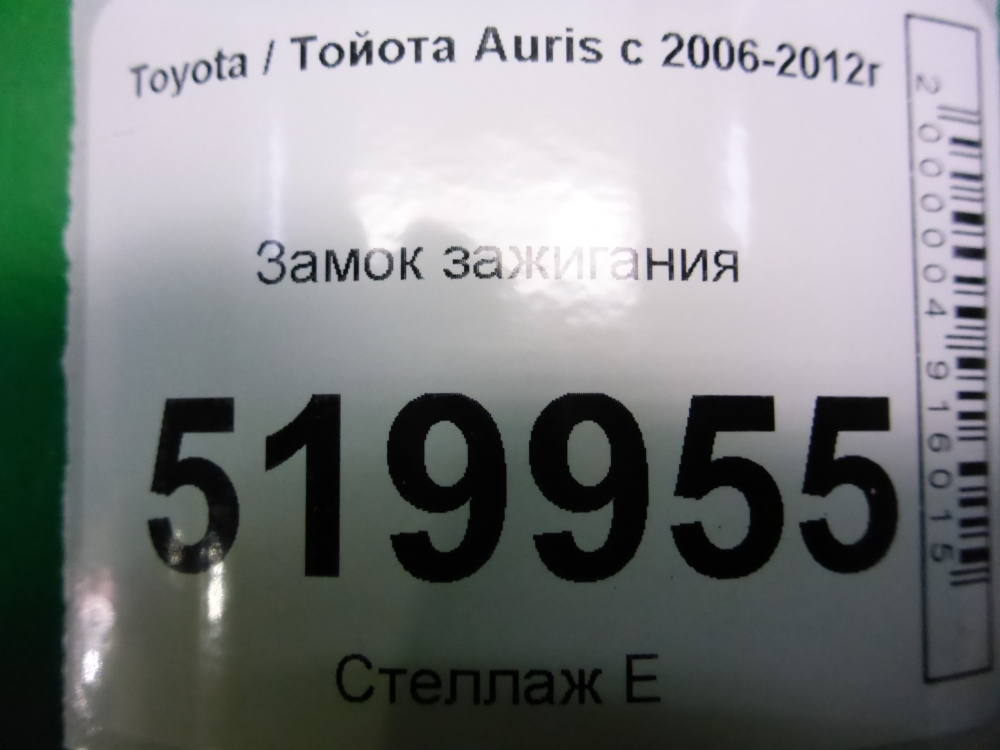 Toyota / Тойота Auris с 2006-2012г
Замок зажигания
519955
Стеллаж Е
2000004916015